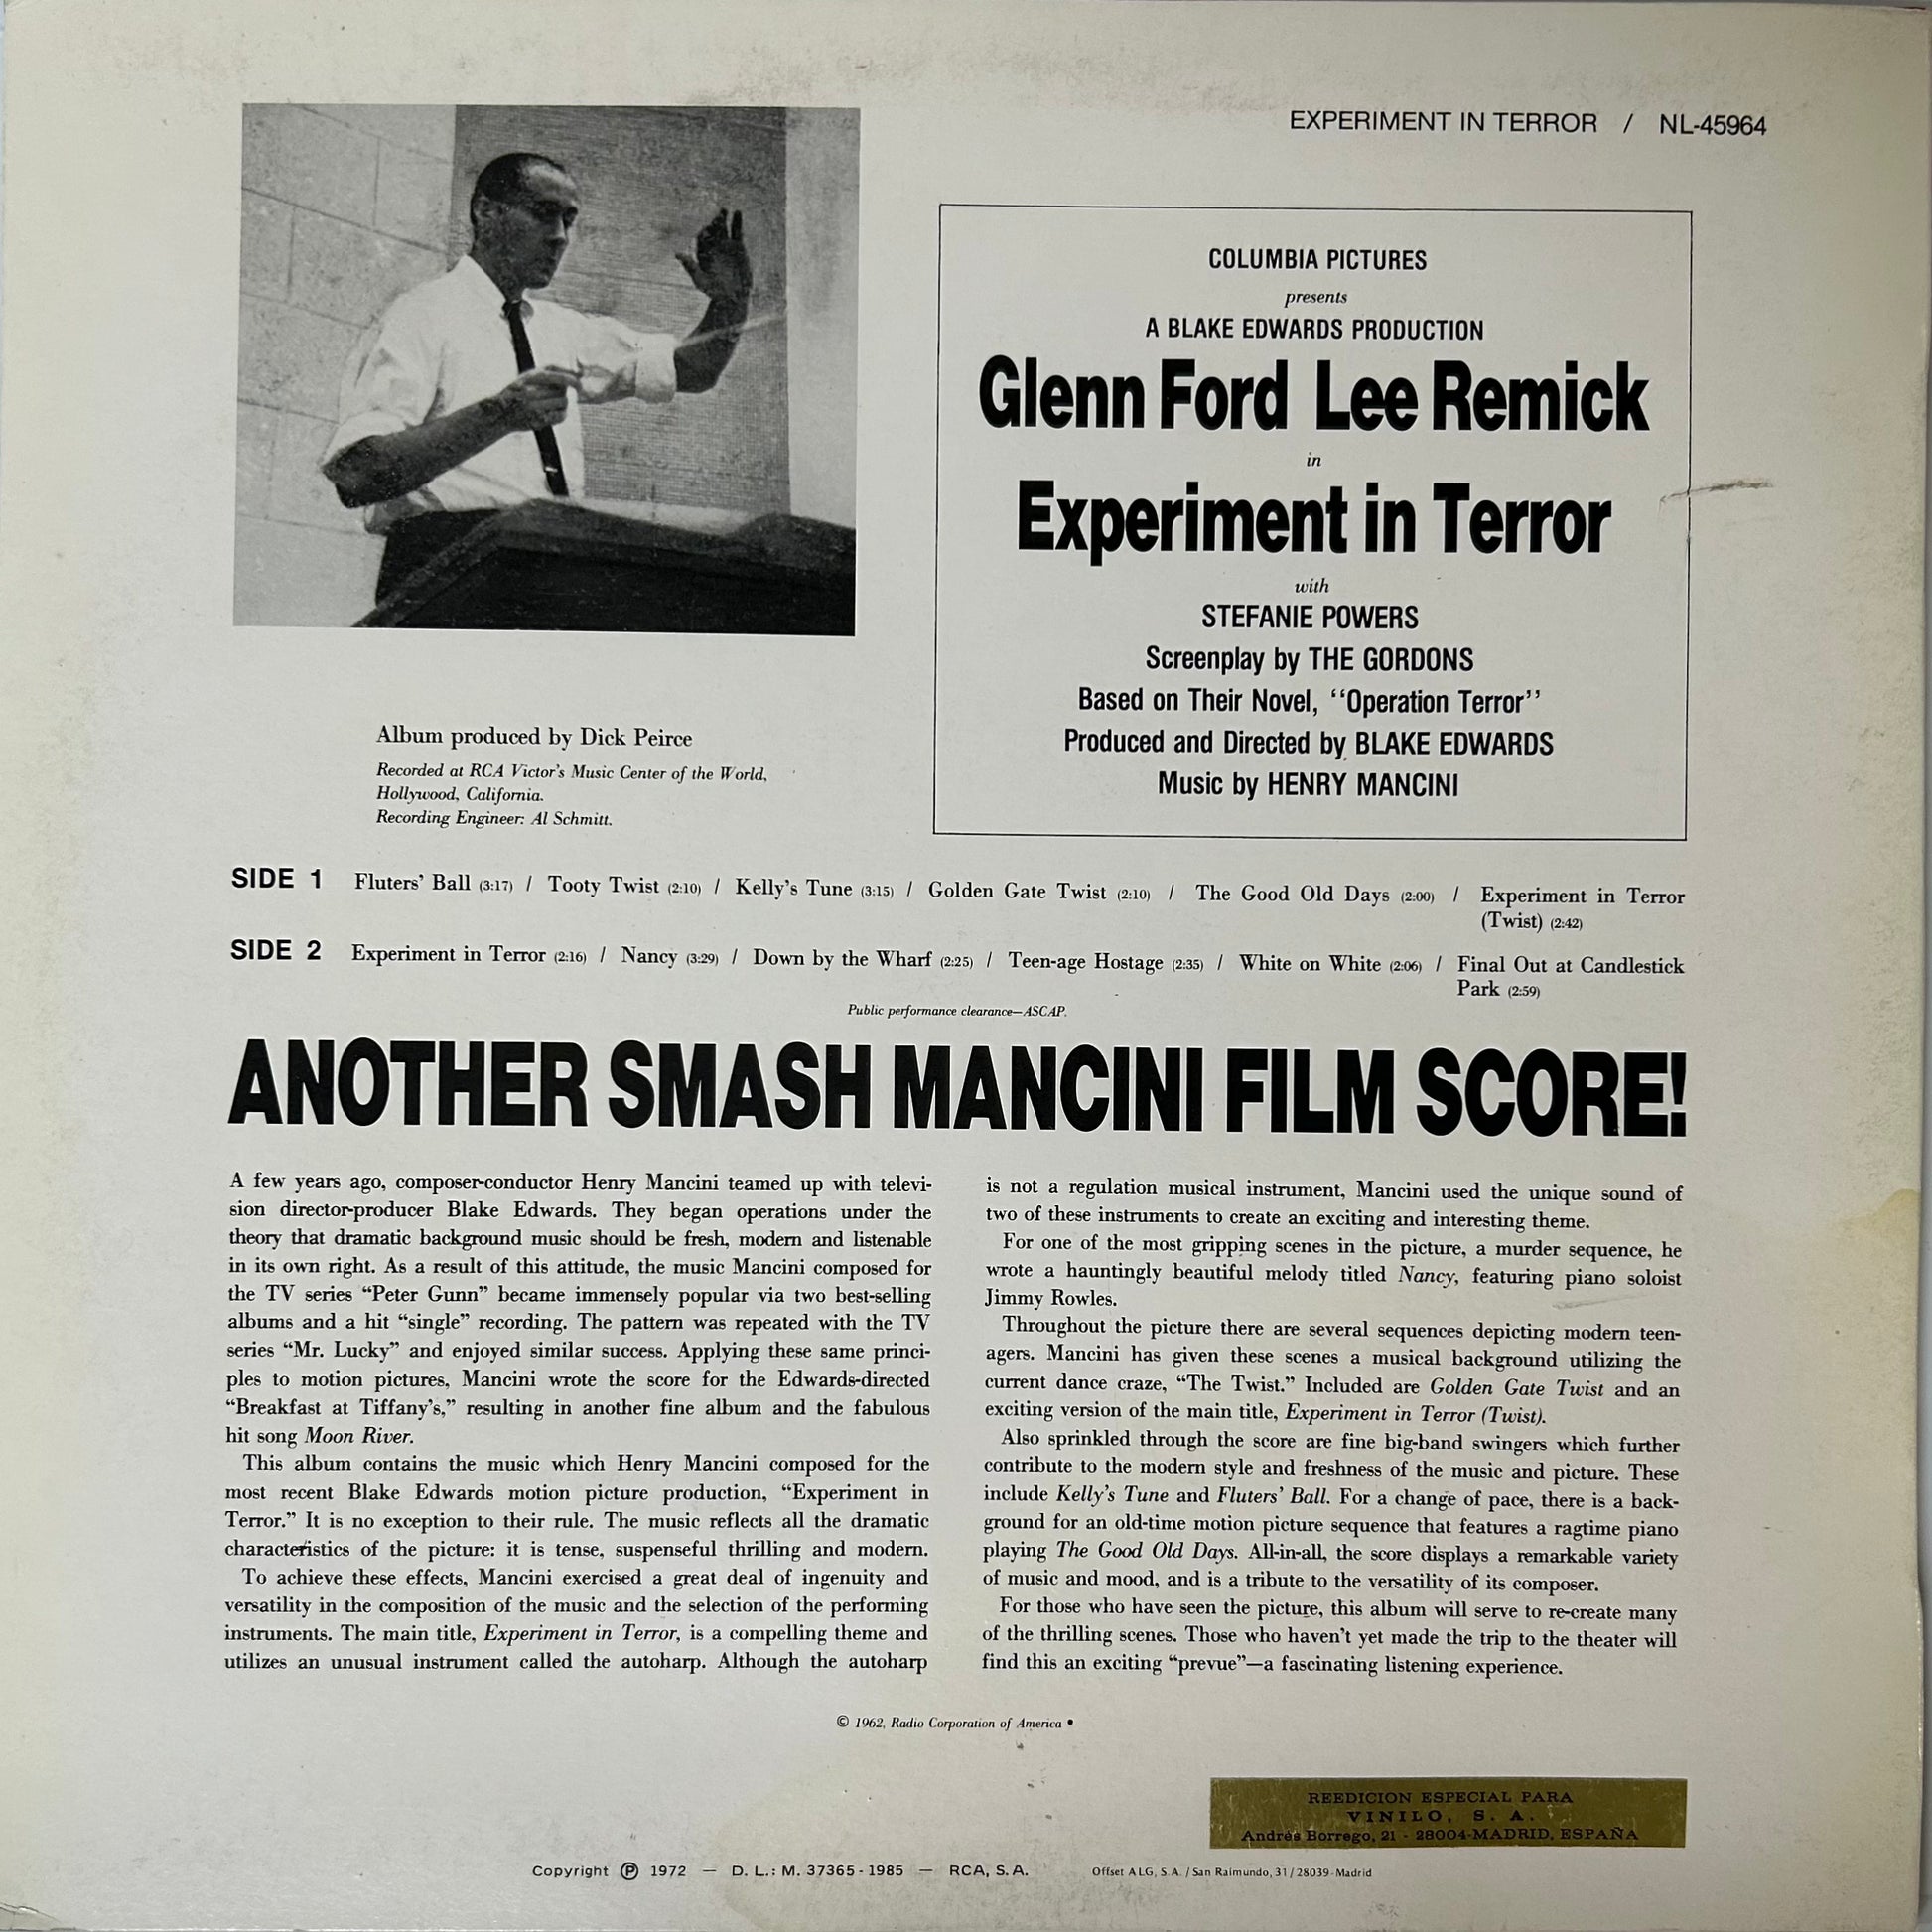 EXPERIMENT IN TERROR / NL-45964
COLUMBIA PICTURES
presents
A BLAKE EDWARDS PRODUCTION
Glenn Ford Lee Remick
in
Experiment in Terror
with
STEFANIE POWERS
Screenplay by THE GORDONS
Based on Their Novel, ‘‘Operation Terror’’
Produced and Directed by BLAKE EDWARDS
Music by HENRY MANCINI
Album produced by Dick Peirce
Recorded at RCA Victor's Music Center of the World,
Hollywood, California.
Recording Engineer: Al Schmitt.
SIDE 1 Fluters' Ball (3:17) / Tooty Twist (2:10) / Kelly's Tune (3:15) / Golden Gate Twist (2:10) / The Good Old Days (2:00) / Experiment in Terror
(Twist) (2:42)
SIDE 2 Experiment in Terror (2:16) / Nancy (3:29) / Down by the Wharf (2:25) / Teen-age Hostage (2:35) / White on White (2:06) / Final Out at Candlestick
Park (2:59)
Public performance clearance—ASCAP.
ANOTHER SMASH MANCINI FILM SCORE!
A few years ago, composer-conductor Henry Mancini teamed up with televi-
sion director-producer Blake Edwards. They began operations under the
theory that dramatic background music should be fresh, modern and listenable
in its own right. As a result of this attitude, the music Mancini composed for
the TV series “Peter Gunn” became immensely popular via two best-selling
albums and a hit “single” recording. The pattern was repeated with the TV
series “Mr. Lucky” and enjoyed similar success. Applying these same princi-
ples to motion pictures, Mancini wrote the score for the Edwards-directed
“Breakfast at Tiffany's,” resulting in another fine album and the fabulous
hit song Moon River.
This album contains the music which Henry Mancini composed for the
most recent Blake Edwards motion picture production, “Experiment in
Terror.” It is no exception to their rule. The music reflects all the dramatic
characteristics of the picture: it is tense, suspenseful thrilling and modern.
To achieve these effects, Mancini exercised a great deal of ingenuity and
versatility in the composition of the music and the selection of the performing
instruments. The main title, Experiment in Terror, is a compelling theme and
utilizes an unusual instrument called the autoharp. Although the autoharp
is not a regulation musical instrument, Mancini used the unique sound of
two of these instruments to create an exciting and interesting theme.
For one of the most gripping scenes in the picture, a murder sequence, he
wrote a hauntingly beautiful melody titled Nancy, featuring piano soloist
Jimmy Rowles.
Throughout the picture there are several sequences depicting modern teen-
agers. Mancini has given these scenes a musical background utilizing the
current dance craze, “The Twist.” Included are Golden Gate Twist and an
exciting version of the main title, Experiment in Terror (Twist).
Also sprinkled through the score are fine big-band swingers which further
contribute to the modern style and freshness of the music and picture. These
include Kelly's Tune and Fluters' Ball. For a change of pace, there is a back-
ground for an old-time motion picture sequence that features a ragtime piano
playing The Good Old Days. All-in-all, the score displays a remarkable variety
of music and mood, and is a tribute to the versatility of its composer.
For those who have seen the picture, this album will serve to re-create many
of the thrilling scenes. Those who haven't yet made the trip to the theater will
find this an exciting “prevue”—a fascinating listening experience.
© 1962, Radio Corporation of America •
REEDICION ESPECIAL PARA
VINILO, S. A.
Andrés Borrego, 21 - 28004-MADRID, ESPAÑA
Copyright Ⓟ 1972 — D. L.: M. 37365 - 1985 — RCA, S. A.
Offset ALG, S.A. / San Raimundo, 31 / 28039-Madrid